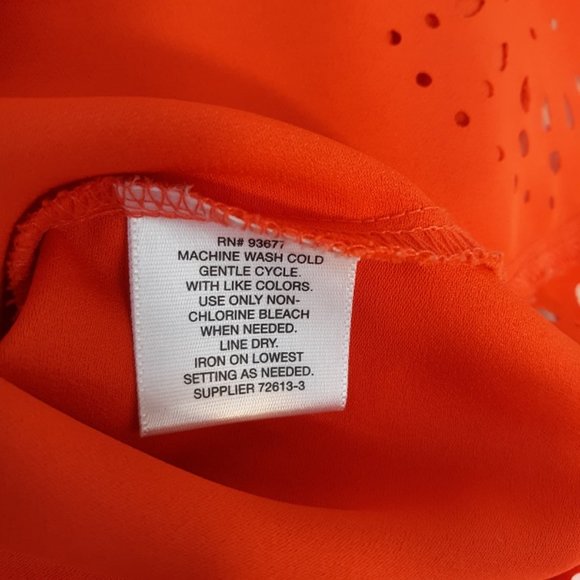 RN# 93677
MACHINE WASH COLD
GENTLE CYCLE.
WITH LIKE COLORS.
USE ONLY NON-
CHLORINE BLEACH
WHEN NEEDED.
LINE DRY.
IRON ON LOWEST
SETTING AS NEEDED.
SUPPLIER 72613-3